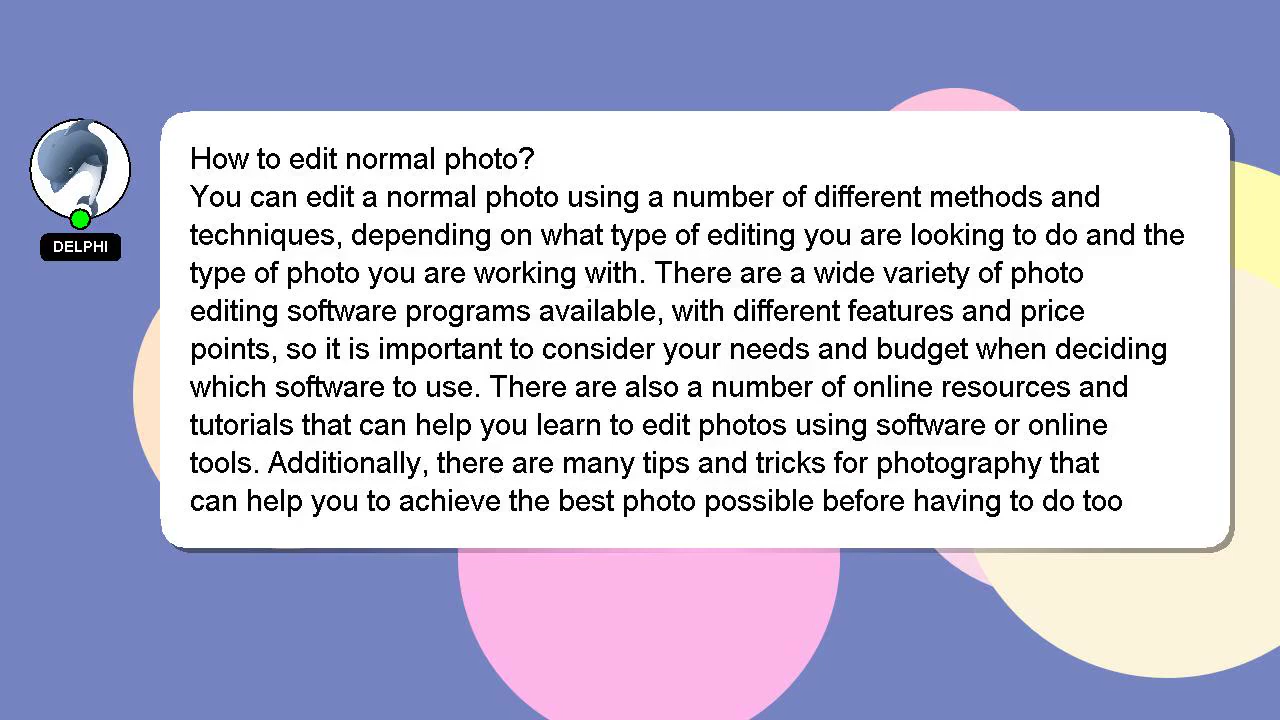 DELPHI
How to edit normal photo?
You can edit a normal photo using a number of different methods and
techniques, depending on what type of editing you are looking to do and the
type of photo you are working with. There are a wide variety of photo
editing software programs available, with different features and price
points, so it is important to consider your needs and budget when deciding
which software to use. There are also a number of online resources and
tutorials that can help you learn to edit photos using software or online
tools. Additionally, there are many tips and tricks for photography that
can help you to achieve the best photo possible before having to do too